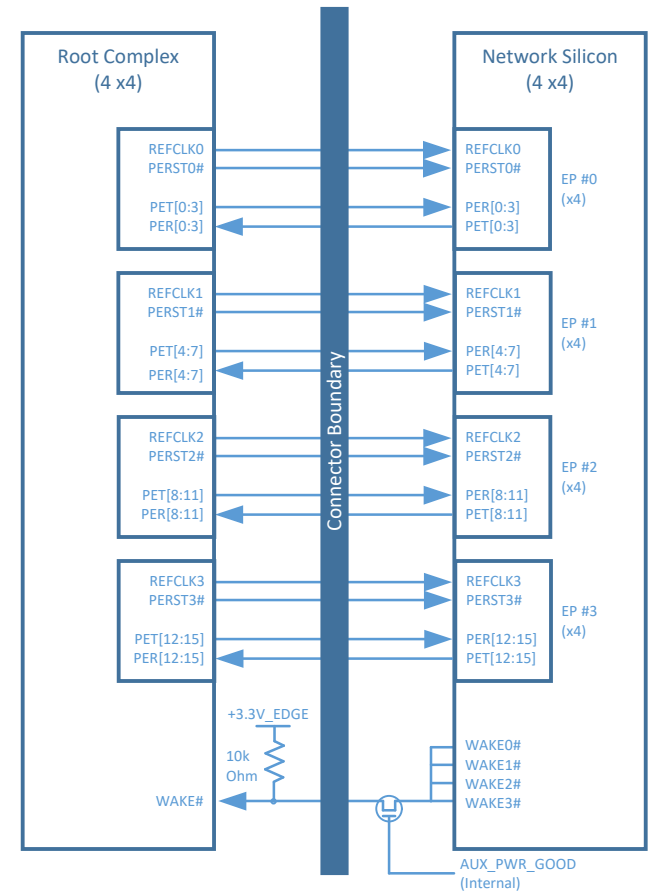 Root Complex
(4 x4)
REFCLK0
PERST0#
PET[0:3]
PER[0:3]
REFCLK1
PERST1#
PET[4:7]
PER[4:7]
REFCLK2
PERST2#
PET[8:11]
PER[8:11]
REFCLK3
PERST3#
PET[12:15]
PER[12:15]
+3.3V_EDGE
10k
Ohm
WAKE#
Connector Boundary
Network Silicon
(4 x4)
REFCLK0
PERST0#
PER[0:3]
PET[0:3]
EP #0
(x4)
REFCLK1
PERST1#
PER[4:7]
PET[4:7]
EP #1
(x4)
REFCLK2
PERST2#
PER[8:11]
PET[8:11]
EP #2
(x4)
REFCLK3
PERST3#
PER[12:15]
PET[12:15]
EP #3
(x4)
WAKE0#
WAKE1#
WAKE2#
WAKE3#
AUX_PWR_GOOD
(Internal)